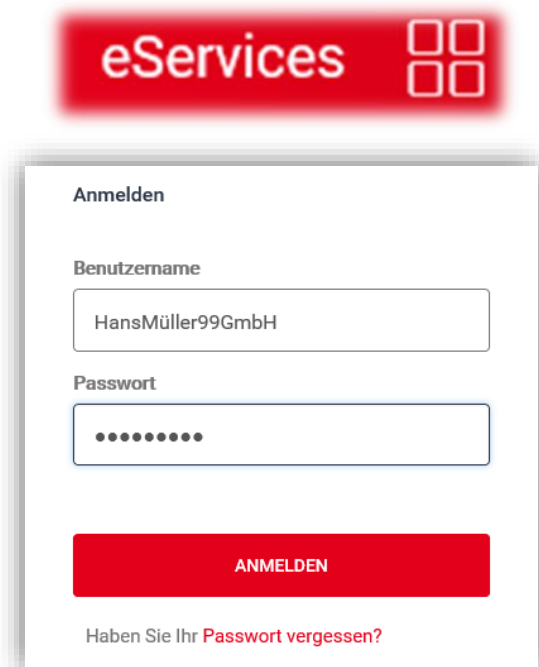 eServices
Anmelden
Benutzername
HansMüller99GmbH
Passwort
•••••••••
ANMELDEN
Haben Sie Ihr Passwort vergessen?